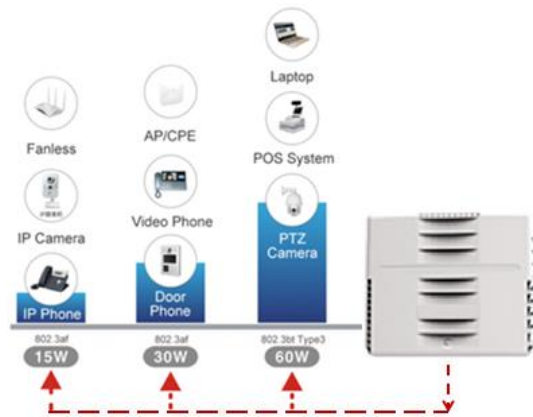 Laptop
Fanless
AP/CPE
POS System
IP Camera
Video Phone
PTZ
Camera
IP Phone
Door
Phone
802.3af
802.3af
802.3bt Type3
15W
30W
60W